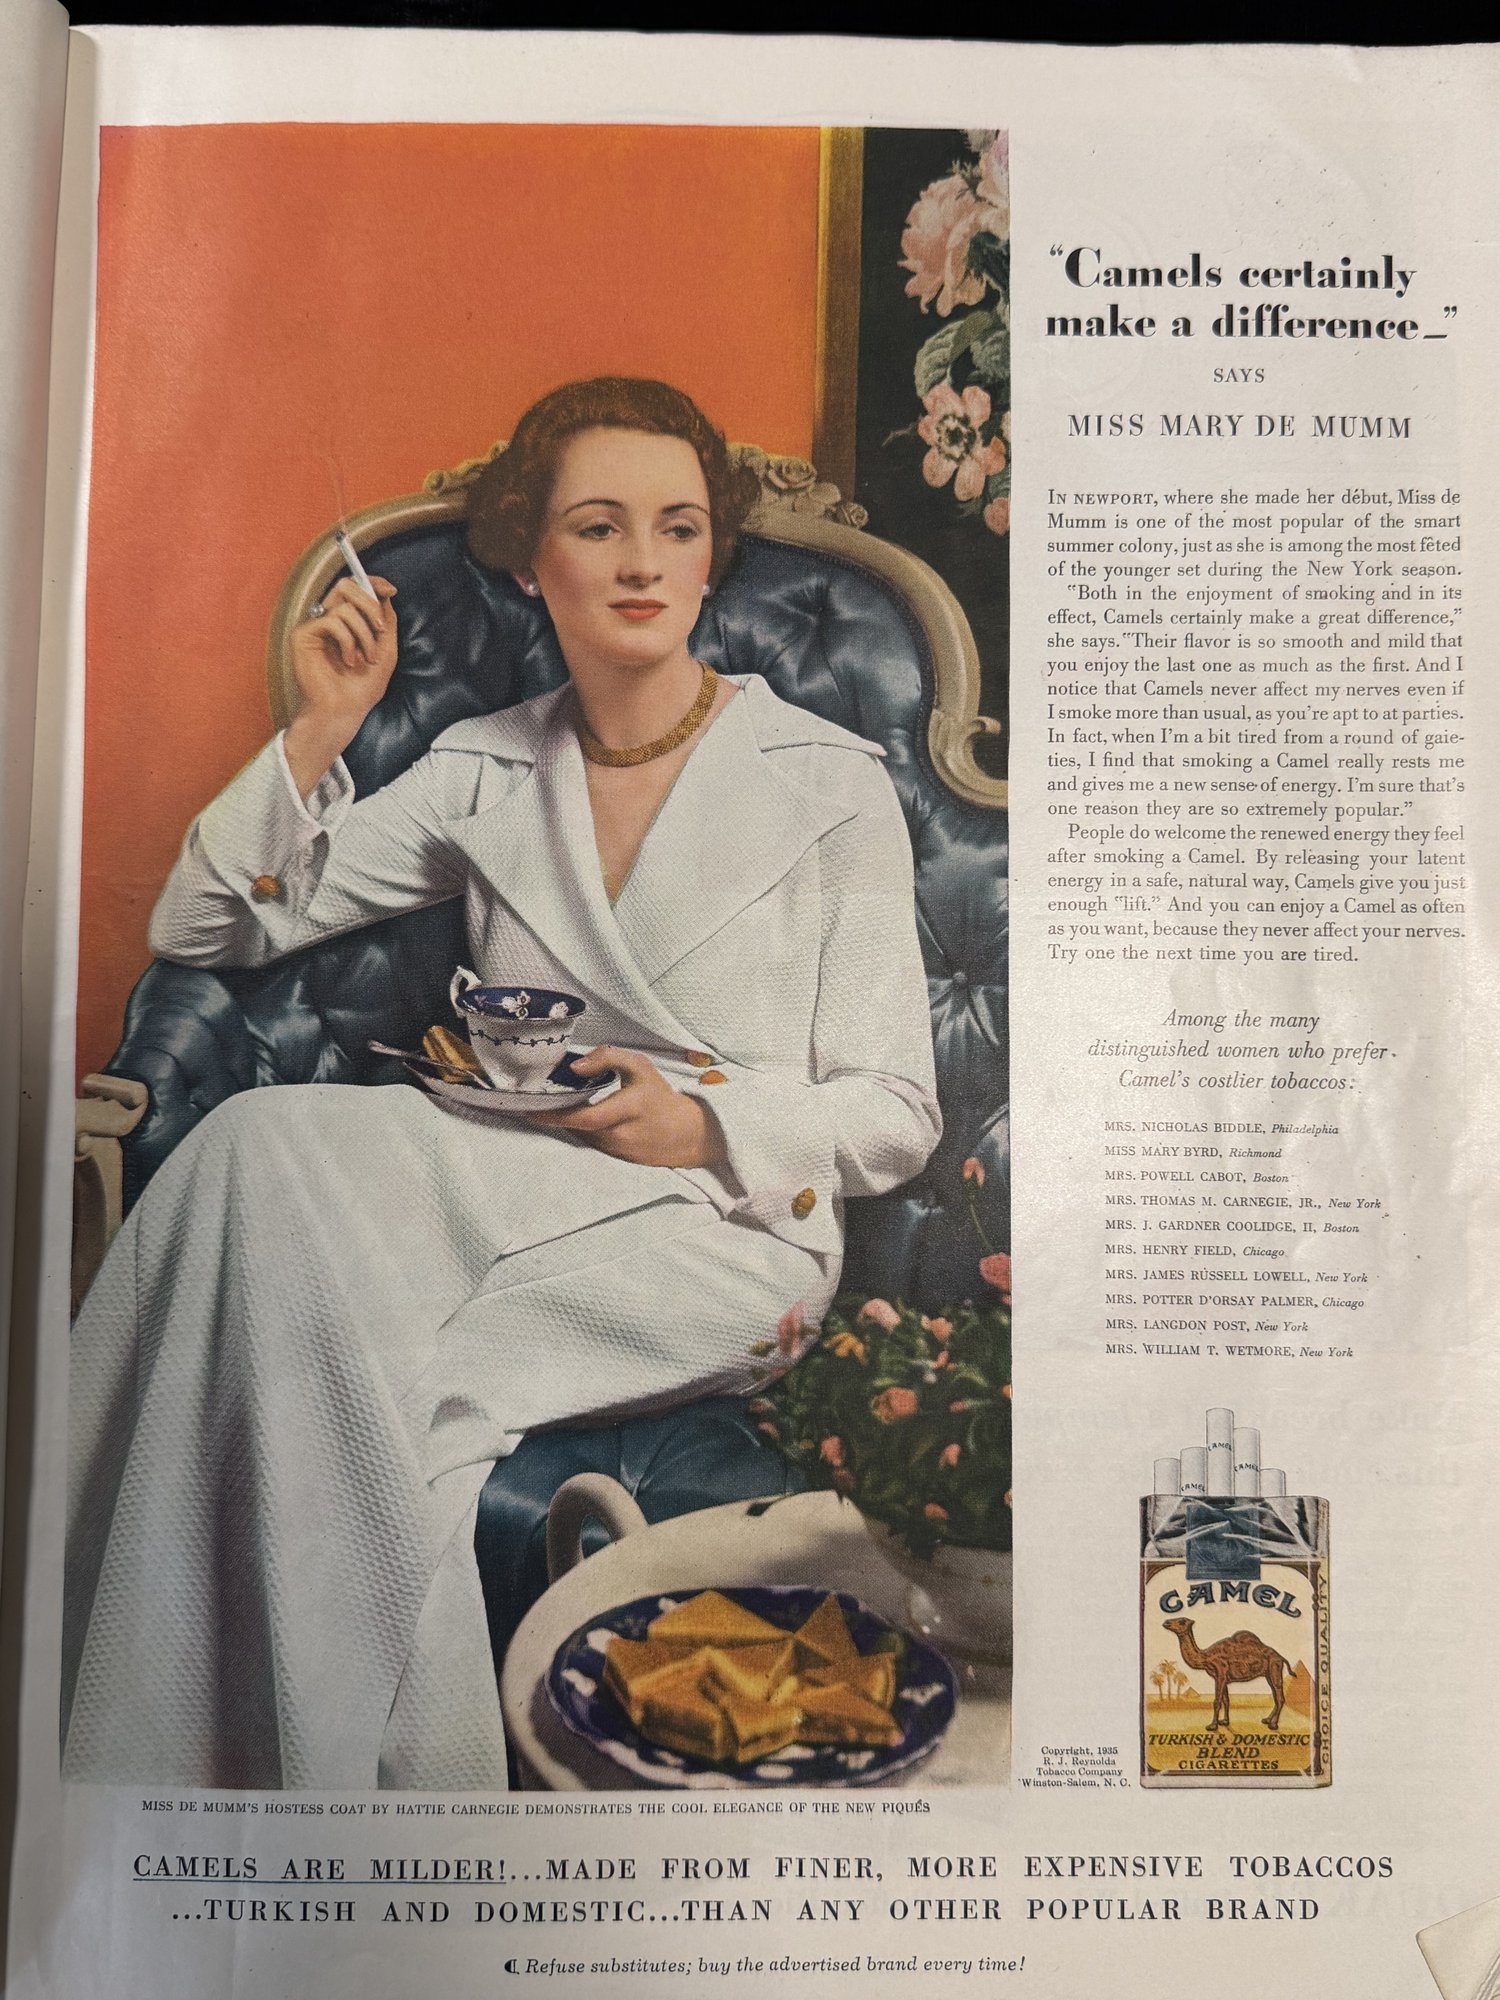 “Camels certainly
make a difference—”
SAYS
MISS MARY DE MUMM
IN NEWPORT, where she made her début, Miss de
Mumm is one of the most popular of the smart
summer colony, just as she is among the most fêted
of the younger set during the New York season.
“Both in the enjoyment of smoking and in its
effect, Camels certainly make a great difference,”
she says. “Their flavor is so smooth and mild that
you enjoy the last one as much as the first. And I
notice that Camels never affect my nerves even if
I smoke more than usual, as you’re apt to at parties.
In fact, when I’m a bit tired from a round of gaie-
ties, I find that smoking a Camel really rests me
and gives me a new sense of energy. I’m sure that’s
one reason they are so extremely popular.”
People do welcome the renewed energy they feel
after smoking a Camel. By releasing your latent
energy in a safe, natural way, Camels give you just
enough “lift.” And you can enjoy a Camel as often
as you want, because they never affect your nerves.
Try one the next time you are tired.
Among the many
distinguished women who prefer
Camel’s costlier tobaccos:
MRS. NICHOLAS BIDDLE, Philadelphia
MISS MARY BYRD, Richmond
MRS. POWELL CABOT, Boston
MRS. THOMAS M. CARNEGIE, JR., New York
MRS. J. GARDNER COOLIDGE, II, Boston
MRS. HENRY FIELD, Chicago
MRS. JAMES RUSSELL LOWELL, New York
MRS. POTTER D’ORSAY PALMER, Chicago
MRS. LANGDON POST, New York
MRS. WILLIAM T. WETMORE, New York
CAMEL
CAMEL
CAMEL
CAMEL
CHOICE QUALITY
TURKISH & DOMESTIC
BLEND
CIGARETTES
Copyright, 1935
R. J. Reynolds
Tobacco Company
Winston-Salem, N. C.
MISS DE MUMM’S HOSTESS COAT BY HATTIE CARNEGIE DEMONSTRATES THE COOL ELEGANCE OF THE NEW PIQUÉS
CAMELS ARE MILDER!...MADE FROM FINER, MORE EXPENSIVE TOBACCOS
...TURKISH AND DOMESTIC...THAN ANY OTHER POPULAR BRAND
Refuse substitutes; buy the advertised brand every time!